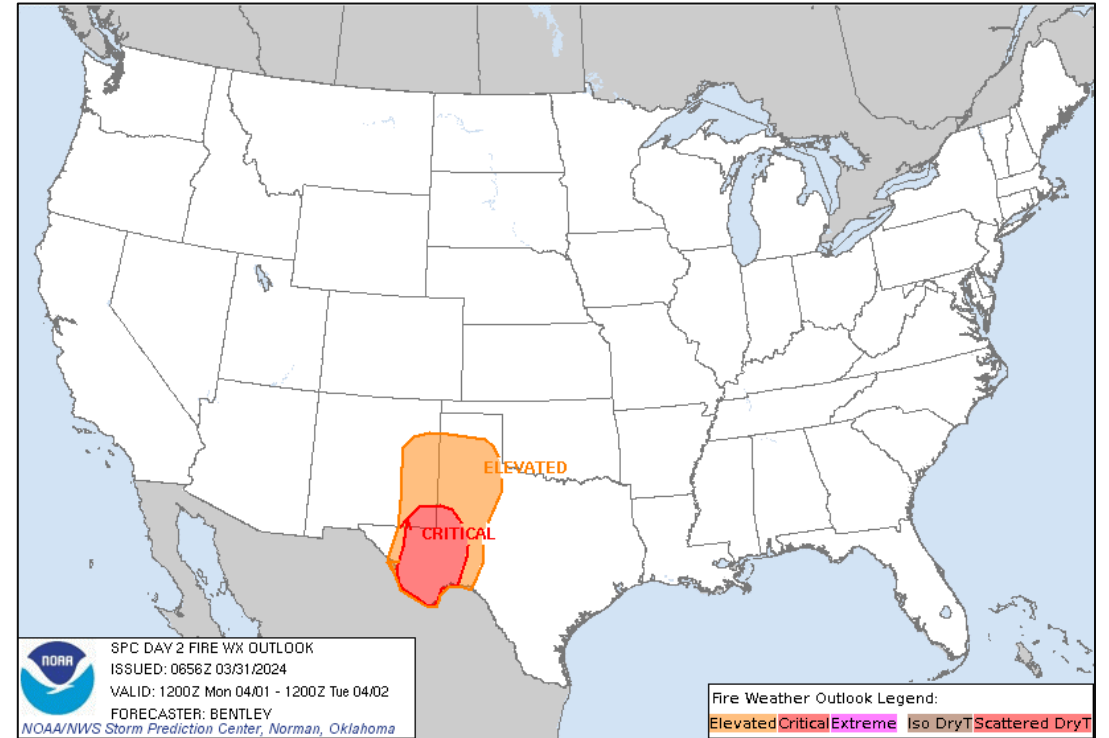 ELEVATED
CRITICAL
NOAA
SPC DAY 2 FIRE WX OUTLOOK
ISSUED: 0656Z 03/31/2024
VALID: 1200Z Mon 04/01 - 1200Z Tue 04/02
FORECASTER: BENTLEY
NOAA/NWS Storm Prediction Center, Norman, Oklahoma
Fire Weather Outlook Legend:
Elevated Critical Extreme Iso DryT Scattered DryT